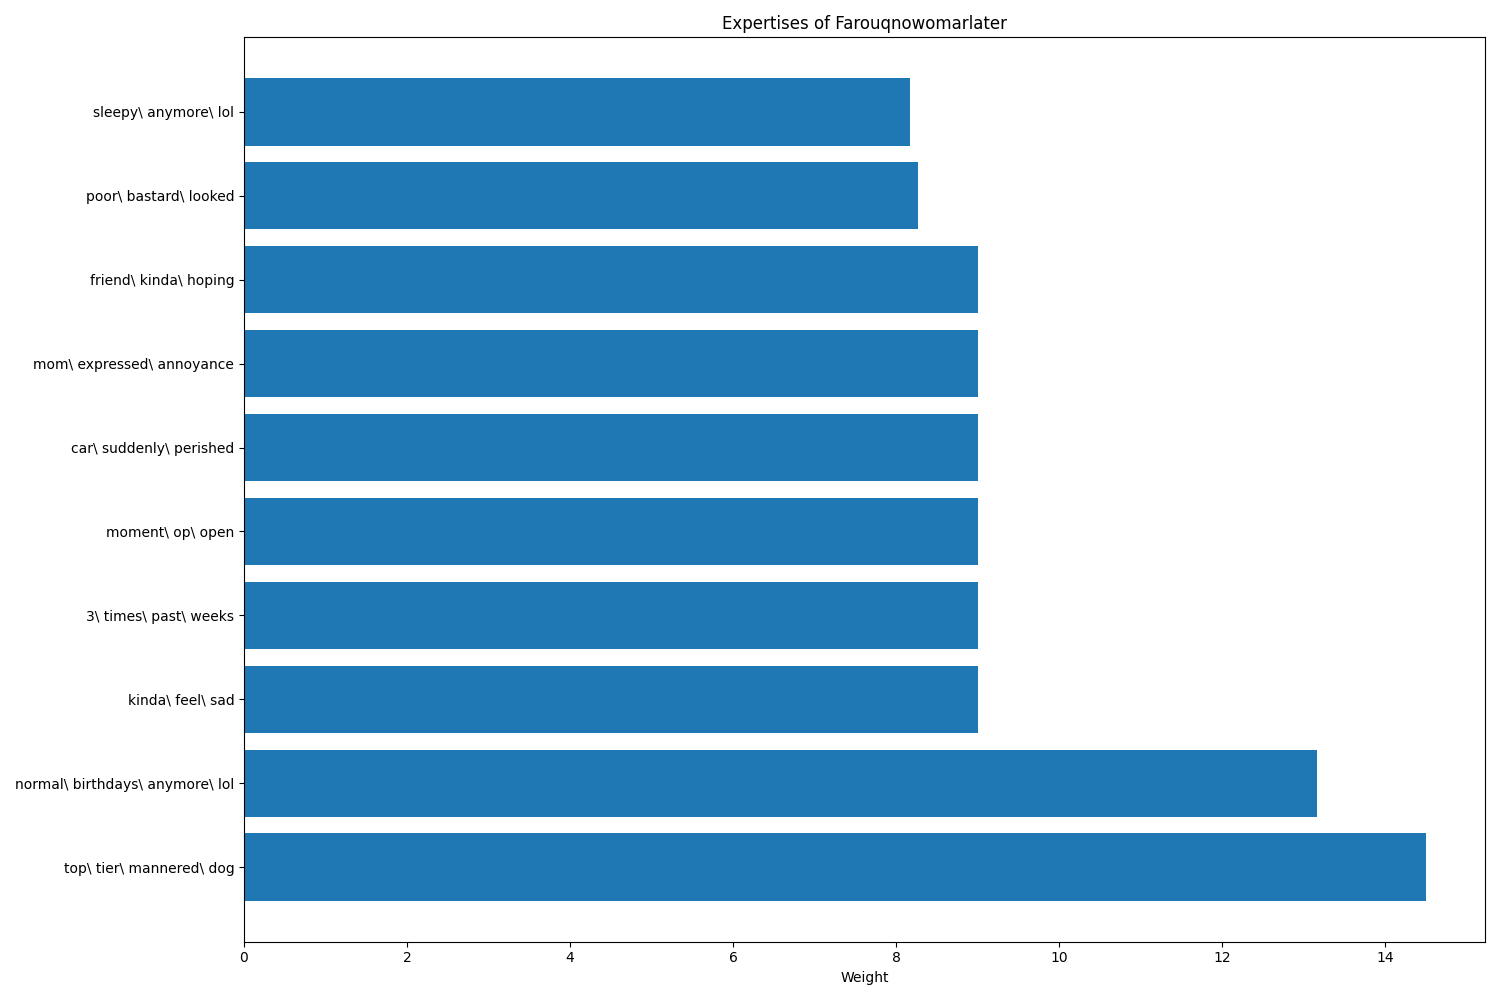 Expertises of Farouqnowomarlater
sleepy\ anymore\ lol
poor\ bastard\ looked
friend\ kinda\ hoping
mom\ expressed\ annoyance
car\ suddenly\ perished
moment\ op\ open
3\ times\ past\ weeks
kinda\ feel\ sad
normal\ birthdays\ anymore\ lol
top\ tier\ mannered\ dog
0 2 4 6 8 10 12 14
Weight